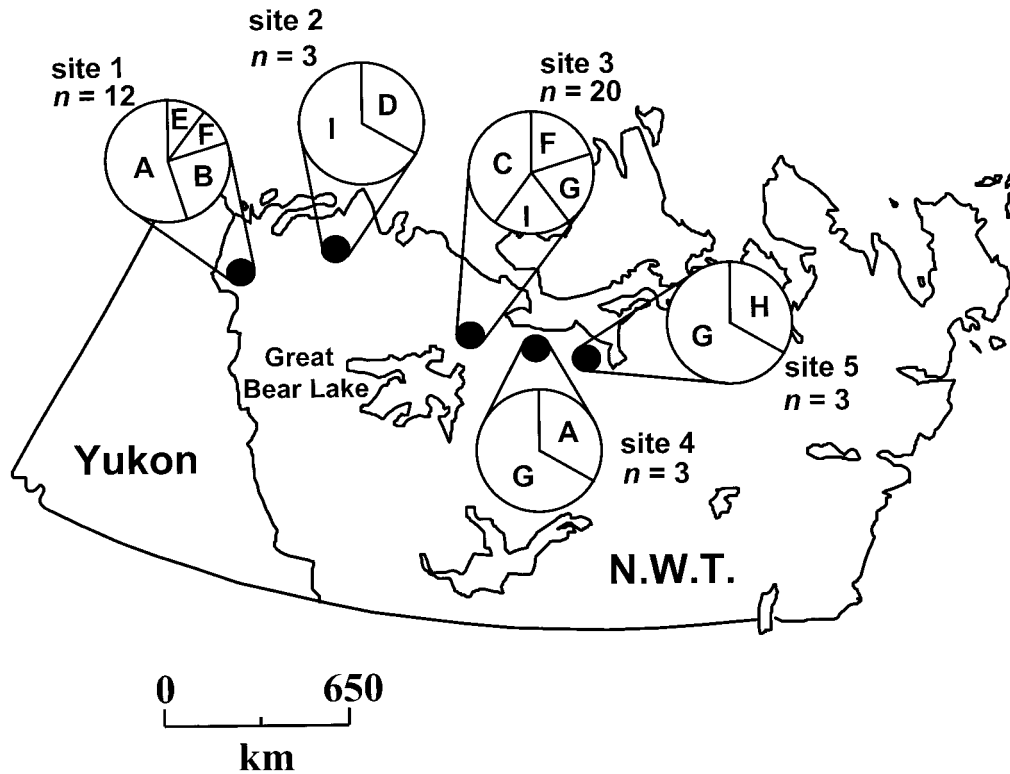 site 1
n = 12
E
F
A
B
site 2
n = 3
D
I
site 3
n = 20
C
F
G
I
H
G
site 5
n = 3
Great
Bear Lake
A
G
site 4
n = 3
Yukon
N.W.T.
0 650
km